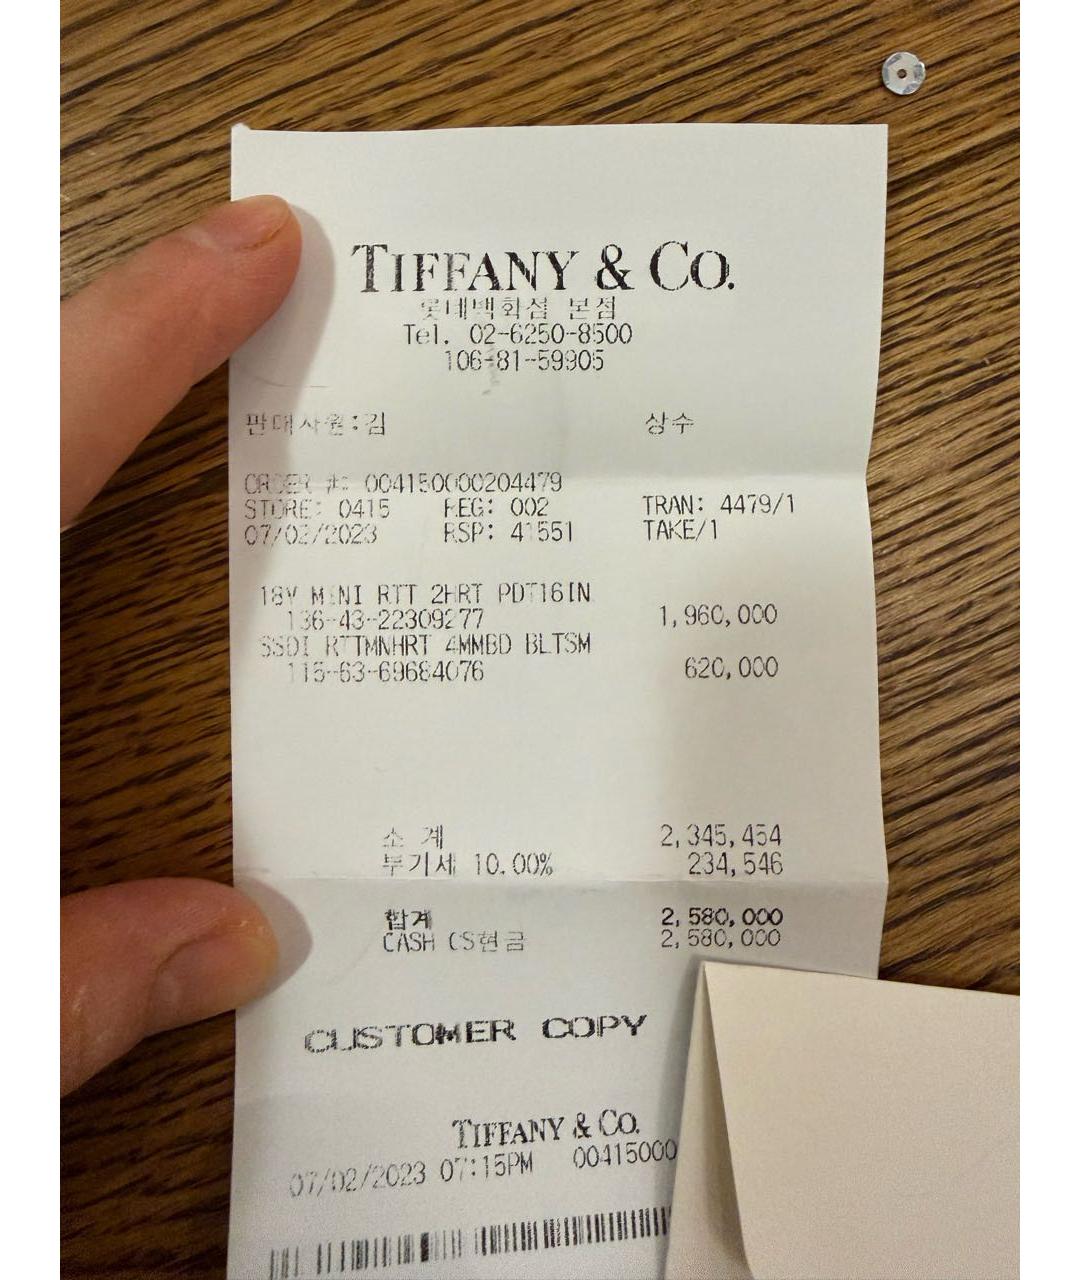 TIFFANY & CO.
롯데백화점 본점
Tel. 02-6250-8500
106-81-59905
판매사원:김 상수
ORDER #: 004150000204479
STORE: 0415 REG: 002 TRAN: 4479/1
07/02/2023 RSP: 41551 TAKE/1
18Y MINI RTT 2HRT PDT16IN
136-43-22309277 1,960,000
SSDI RTTMNHRT 4MMBD BLTSM
115-63-69684076 620,000
소 계 2,345,454
부가세 10.00% 234,546
합계 2,580,000
CASH CS현금 2,580,000
CUSTOMER COPY
TIFFANY & CO.
07/02/2023 07:15PM 00415000